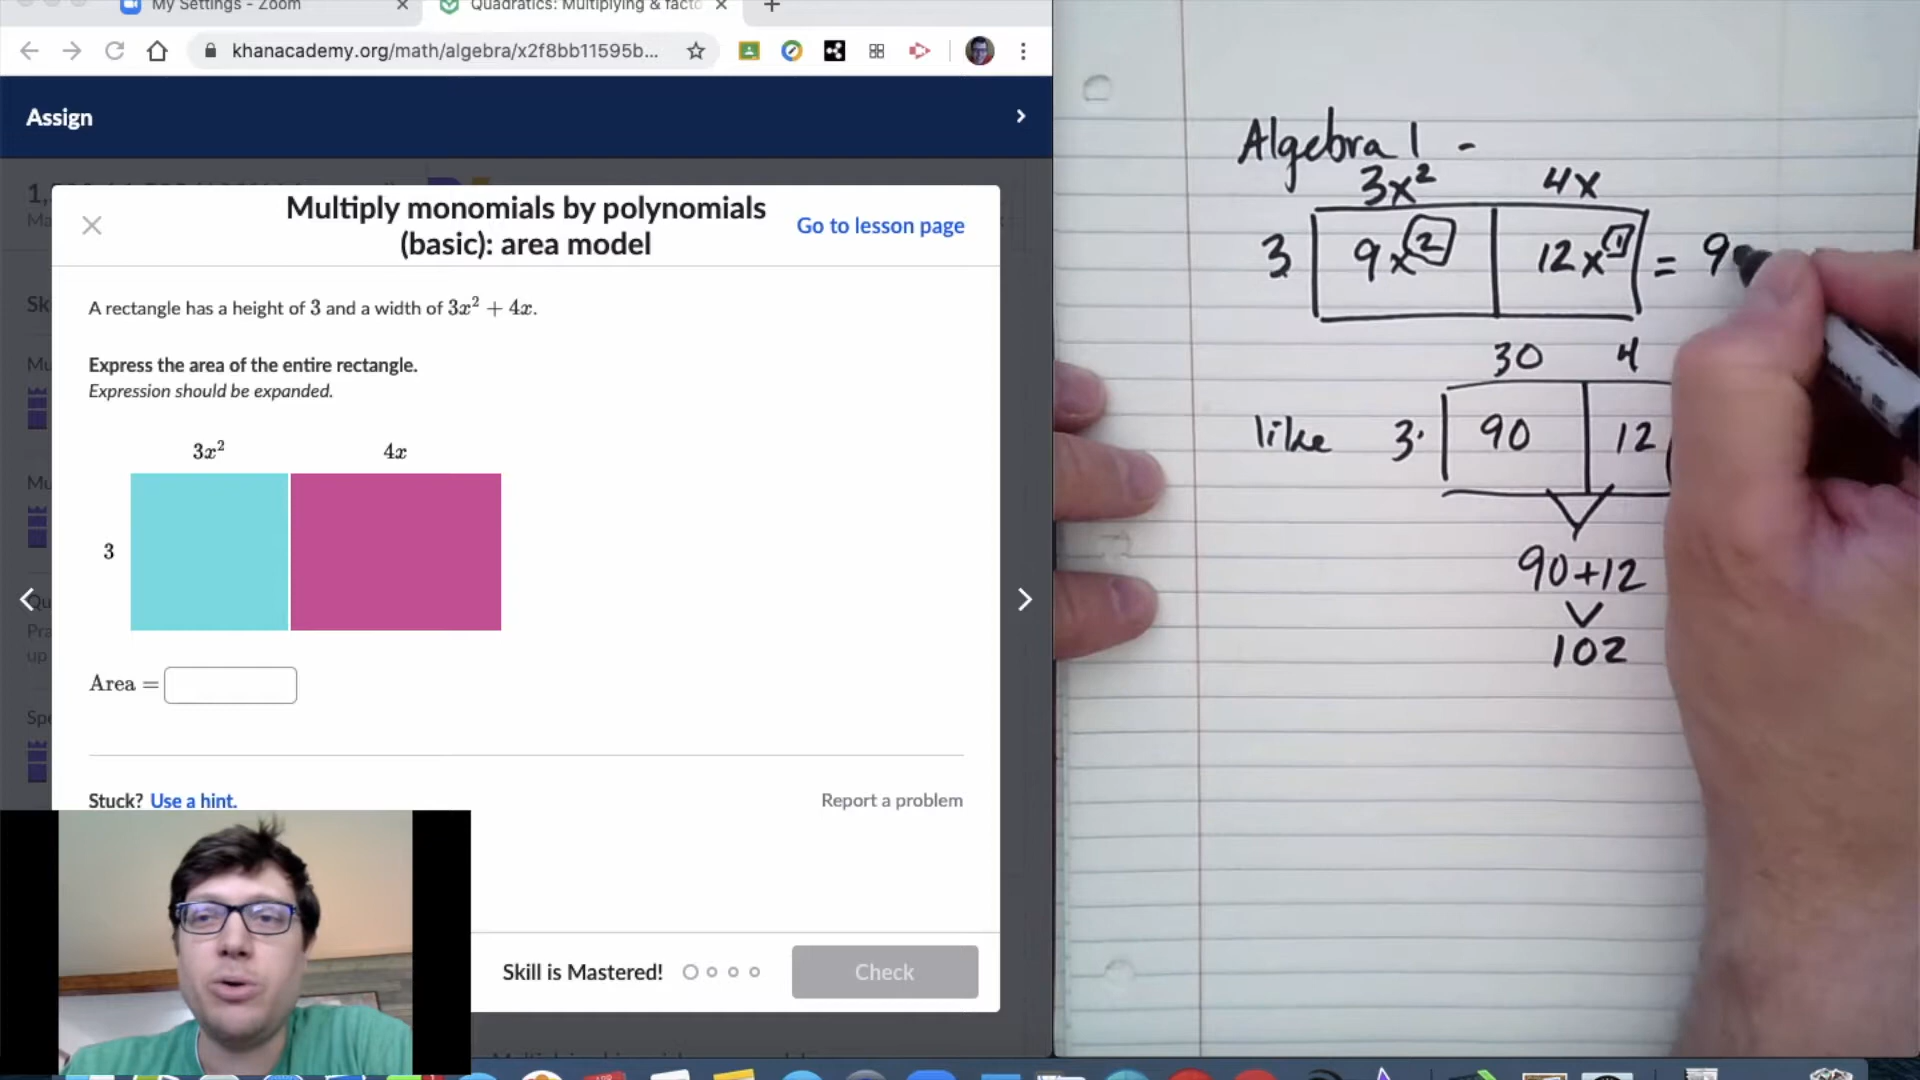 My Settings - Zoom
Quadratics: Multiplying & facto
khanacademy.org/math/algebra/x2f8bb11595b...
Assign
Multiply monomials by polynomials
(basic): area model
Go to lesson page
A rectangle has a height of 3 and a width of 3x² + 4x.
Express the area of the entire rectangle.
Expression should be expanded.
3x² 4x
3
Area =
Stuck? Use a hint.
Report a problem
Skill is Mastered!
Check
Algebra 1 -
3x² 4x
3 9x² 12x¹ = 9
30 4
like 3· 90 12
90+12
102